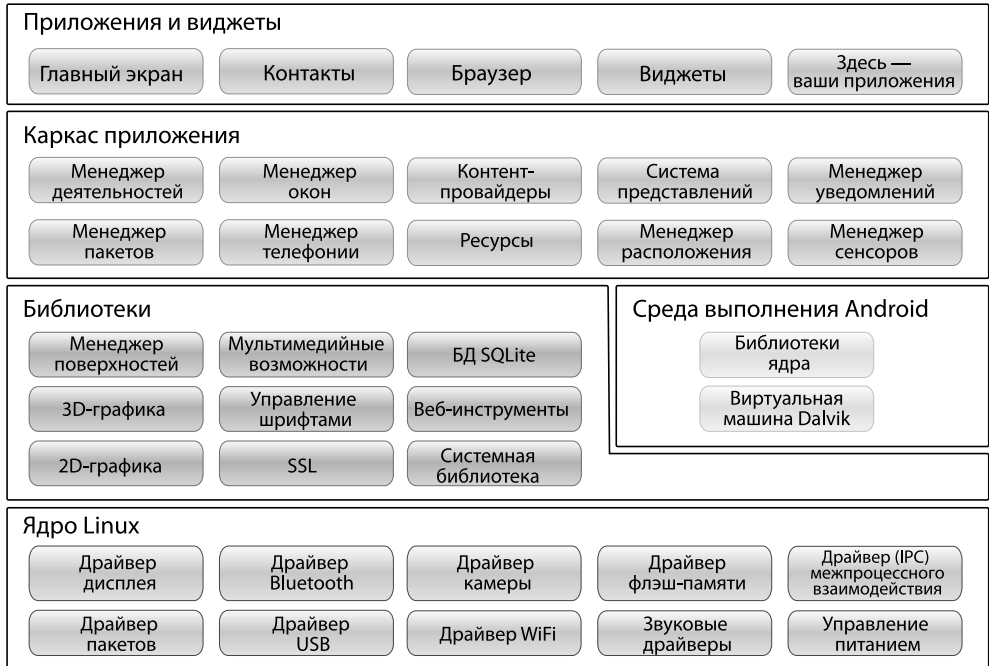 Приложения и виджеты
Главный экран
Контакты
Браузер
Виджеты
Здесь —
ваши приложения
Каркас приложения
Менеджер
деятельностей
Менеджер
окон
Контент-
провайдеры
Система
представлений
Менеджер
уведомлений
Менеджер
пакетов
Менеджер
телефонии
Ресурсы
Менеджер
расположения
Менеджер
сенсоров
Библиотеки
Менеджер
поверхностей
Мультимедийные
возможности
БД SQLite
3D-графика
Управление
шрифтами
Веб-инструменты
2D-графика
SSL
Системная
библиотека
Среда выполнения Android
Библиотеки
ядра
Виртуальная
машина Dalvik
Ядро Linux
Драйвер
дисплея
Драйвер
Bluetooth
Драйвер
камеры
Драйвер
флэш-памяти
Драйвер (IPC)
межпроцессного
взаимодействия
Драйвер
пакетов
Драйвер
USB
Драйвер WiFi
Звуковые
драйверы
Управление
питанием